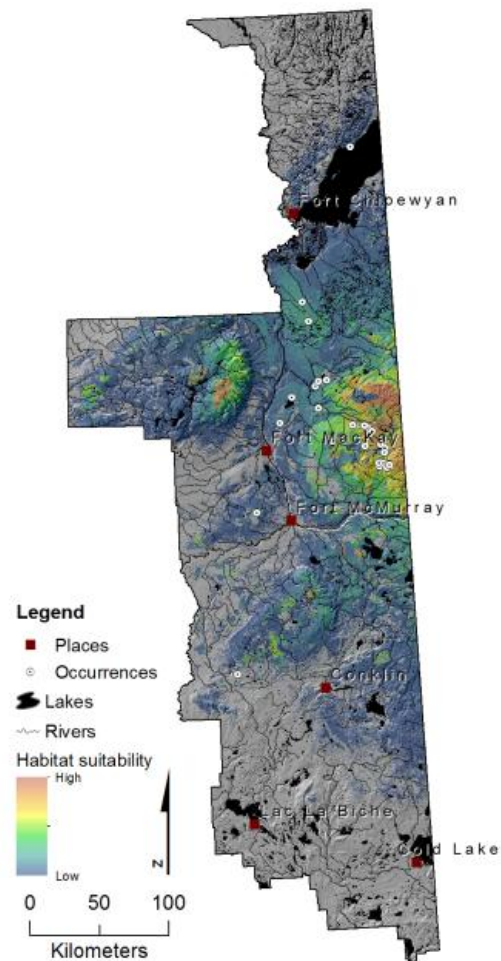 Fort Chipewyan
Fort MacKay
Fort McMurray
Conklin
Lac La Biche
Cold Lake
Legend
Places
Occurrences
Lakes
Rivers
Habitat suitability
High
Low
N
0 50 100
Kilometers